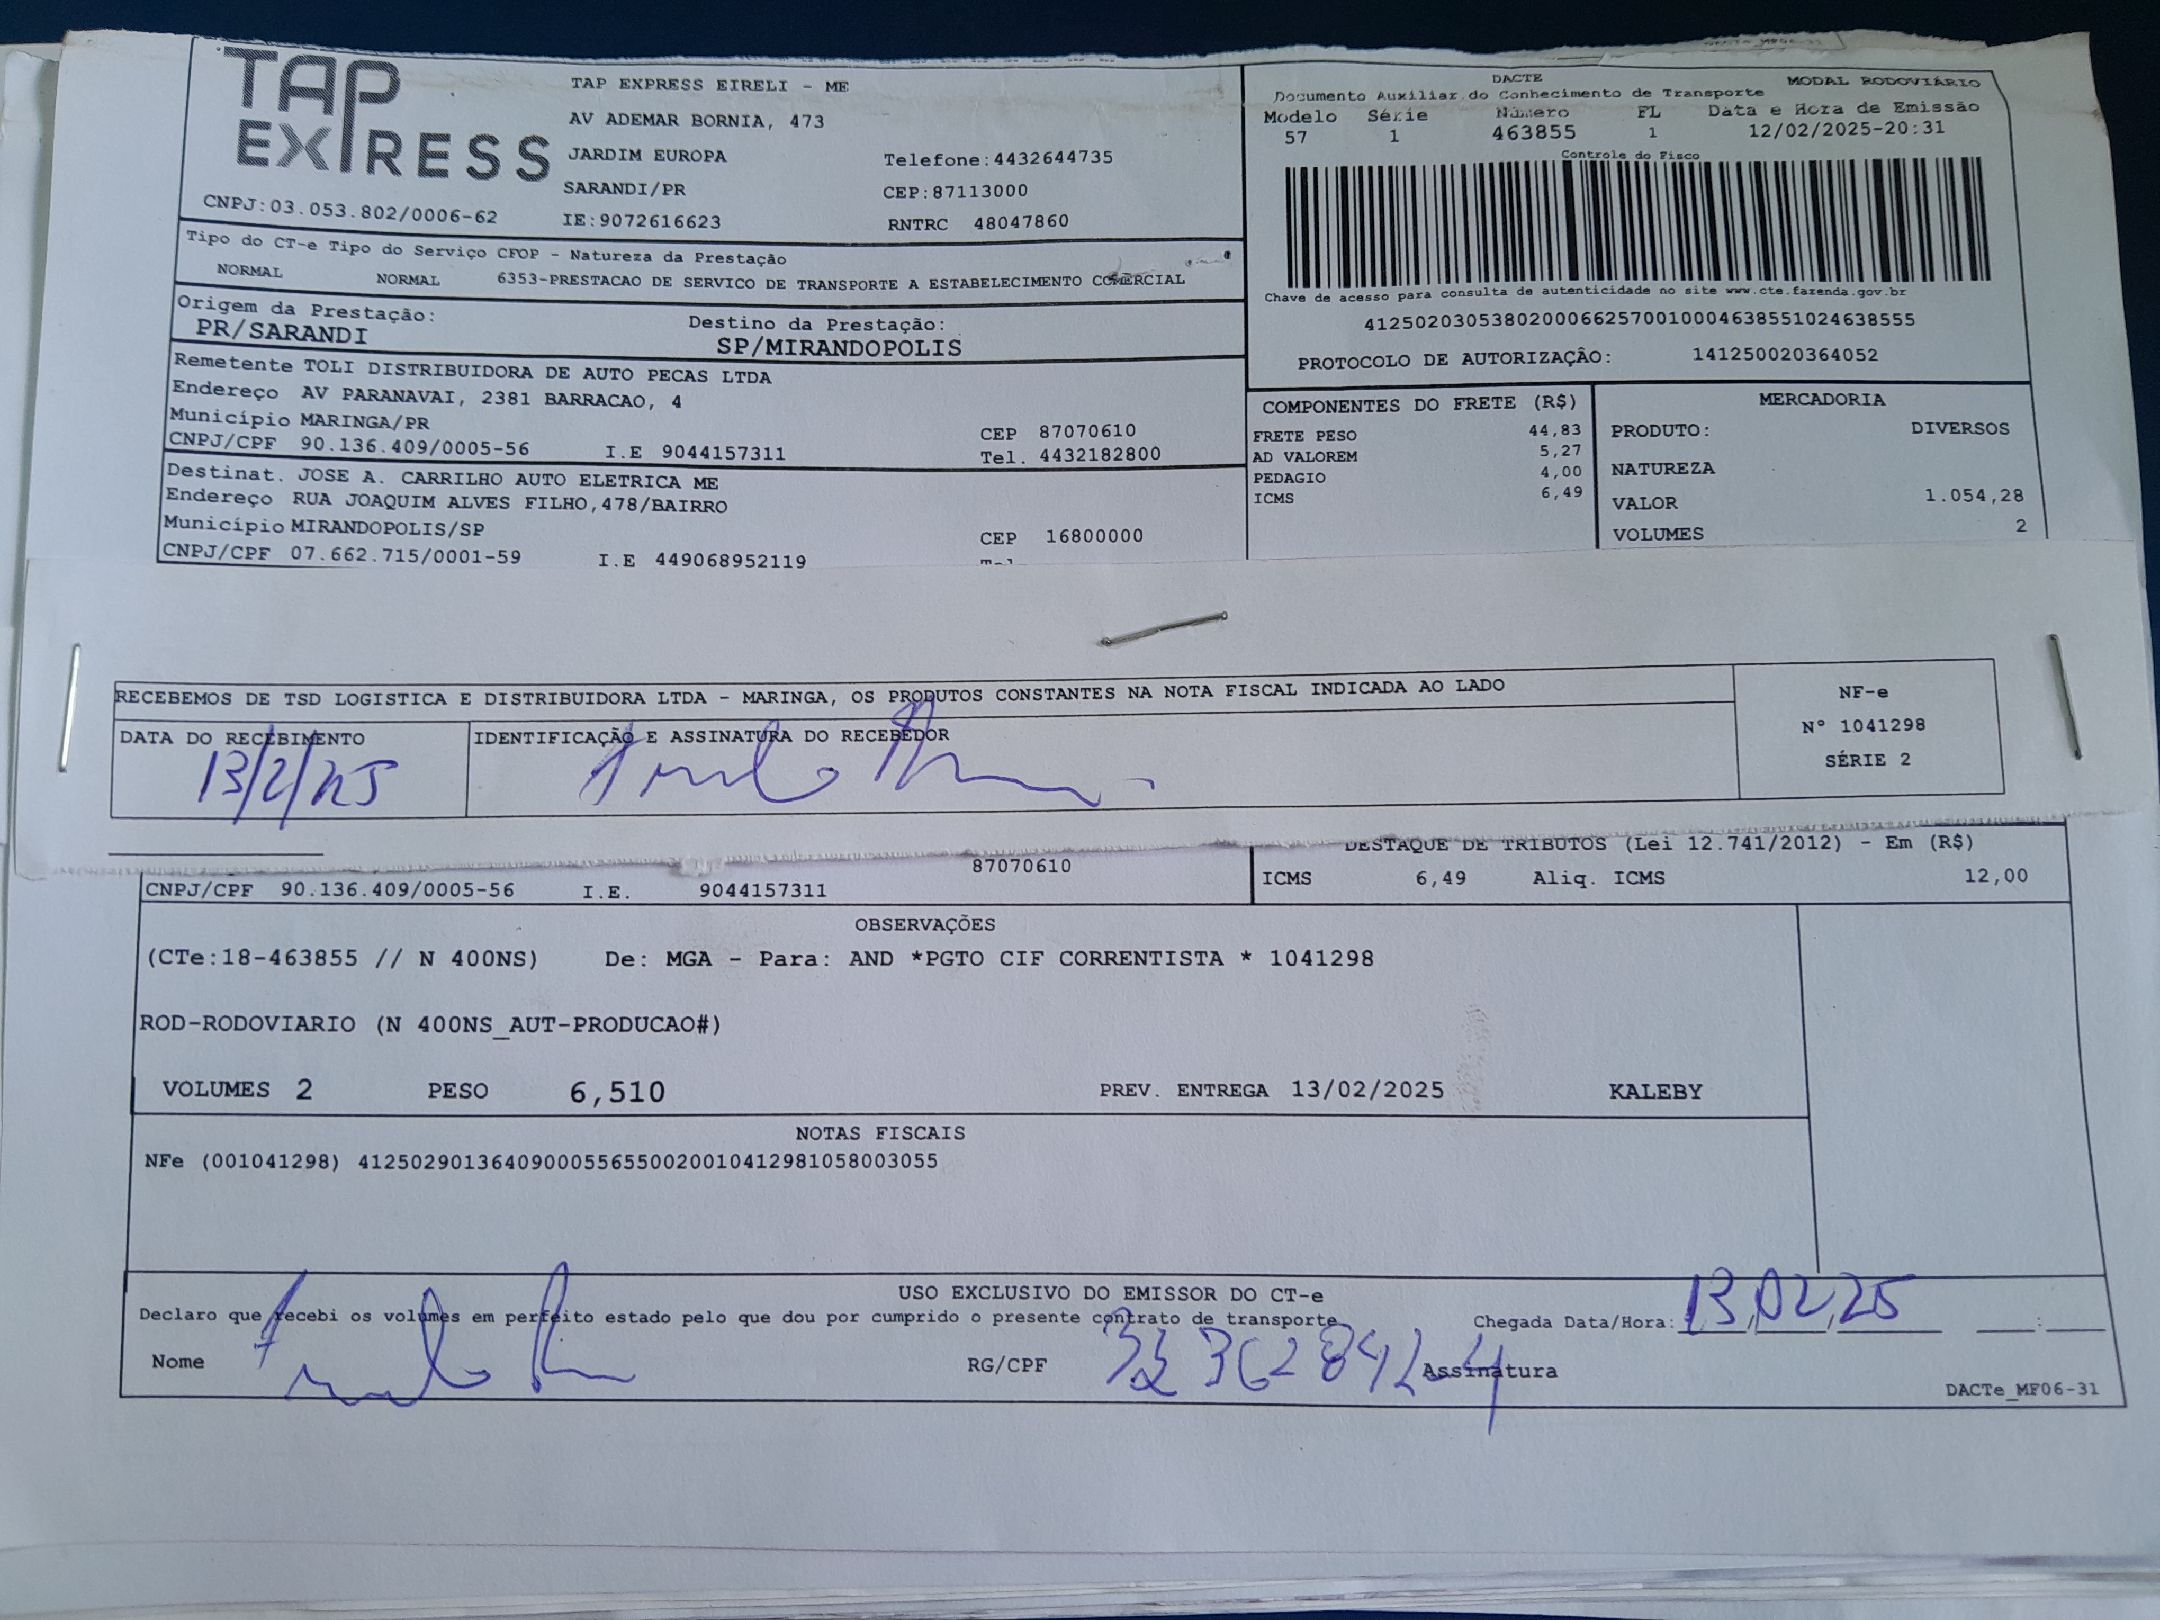 TAP EXPRESS
TAP EXPRESS EIRELI - ME
AV ADEMAR BORNIA, 473
JARDIM EUROPA Telefone:4432644735
SARANDI/PR CEP:87113000
CNPJ:03.053.802/0006-62 IE:9072616623 RNTRC 48047860
DACTE MODAL RODOVIÁRIO
Documento Auxiliar do Conhecimento de Transporte
Modelo Série Número FL Data e Hora de Emissão
57 1 463855 1 12/02/2025-20:31
Controle do Fisco
Chave de acesso para consulta de autenticidade no site www.cte.fazenda.gov.br
41250203053802000662570010004638551024638555
PROTOCOLO DE AUTORIZAÇÃO: 141250020364052
Tipo do CT-e Tipo do Serviço CFOP - Natureza da Prestação
NORMAL NORMAL 6353-PRESTACAO DE SERVICO DE TRANSPORTE A ESTABELECIMENTO COMERCIAL
Origem da Prestação: Destino da Prestação:
PR/SARANDI SP/MIRANDOPOLIS
Remetente TOLI DISTRIBUIDORA DE AUTO PECAS LTDA
Endereço AV PARANAVAI, 2381 BARRACAO, 4
Município MARINGA/PR CEP 87070610
CNPJ/CPF 90.136.409/0005-56 I.E 9044157311 Tel. 4432182800
Destinat. JOSE A. CARRILHO AUTO ELETRICA ME
Endereço RUA JOAQUIM ALVES FILHO,478/BAIRRO
Município MIRANDOPOLIS/SP CEP 16800000
CNPJ/CPF 07.662.715/0001-59 I.E 449068952119
COMPONENTES DO FRETE (R$)
FRETE PESO 44,83
AD VALOREM 5,27
PEDAGIO 4,00
ICMS 6,49
MERCADORIA
PRODUTO: DIVERSOS
NATUREZA
VALOR 1.054,28
VOLUMES 2
RECEBEMOS DE TSD LOGISTICA E DISTRIBUIDORA LTDA - MARINGA, OS PRODUTOS CONSTANTES NA NOTA FISCAL INDICADA AO LADO
DATA DO RECEBIMENTO IDENTIFICAÇÃO E ASSINATURA DO RECEBEDOR
13/2/25
NF-e
N° 1041298
SÉRIE 2
87070610
CNPJ/CPF 90.136.409/0005-56 I.E. 9044157311
DESTAQUE DE TRIBUTOS (Lei 12.741/2012) - Em (R$)
ICMS 6,49 Aliq. ICMS 12,00
OBSERVAÇÕES
(CTe:18-463855 // N 400NS) De: MGA - Para: AND *PGTO CIF CORRENTISTA * 1041298
ROD-RODOVIARIO (N 400NS_AUT-PRODUCAO#)
VOLUMES 2 PESO 6,510 PREV. ENTREGA 13/02/2025 KALEBY
NOTAS FISCAIS
NFe (001041298) 41250290136409000556550020010412981058003055
USO EXCLUSIVO DO EMISSOR DO CT-e
Declaro que recebi os volumes em perfeito estado pelo que dou por cumprido o presente contrato de transporte
Chegada Data/Hora: 13/02/25 :
Nome RG/CPF Assinatura
DACTe_MF06-31